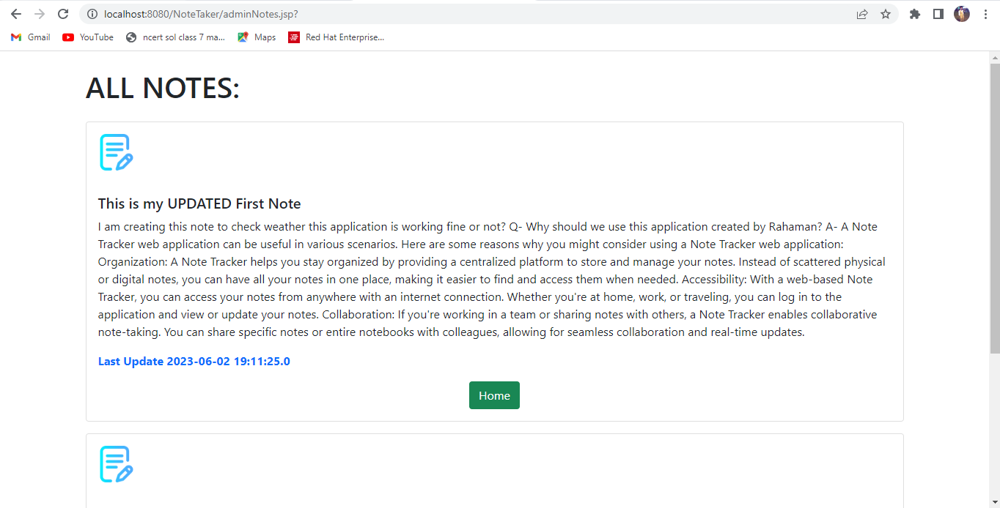 localhost:8080/NoteTaker/adminNotes.jsp?
Gmail YouTube ncert sol class 7 ma... Maps Red Hat Enterprise...
ALL NOTES:
This is my UPDATED First Note
I am creating this note to check weather this application is working fine or not? Q- Why should we use this application created by Rahaman? A- A Note
Tracker web application can be useful in various scenarios. Here are some reasons why you might consider using a Note Tracker web application:
Organization: A Note Tracker helps you stay organized by providing a centralized platform to store and manage your notes. Instead of scattered physical
or digital notes, you can have all your notes in one place, making it easier to find and access them when needed. Accessibility: With a web-based Note
Tracker, you can access your notes from anywhere with an internet connection. Whether you're at home, work, or traveling, you can log in to the
application and view or update your notes. Collaboration: If you're working in a team or sharing notes with others, a Note Tracker enables collaborative
note-taking. You can share specific notes or entire notebooks with colleagues, allowing for seamless collaboration and real-time updates.
Last Update 2023-06-02 19:11:25.0
Home